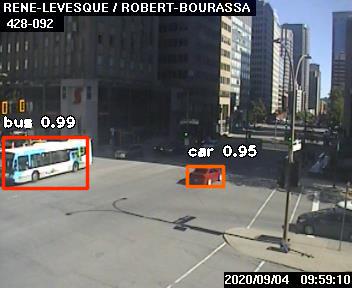 RENE-LEVESQUE / ROBERT-BOURASSA
428-092
bus 0.99
car 0.95
2020/09/04 09:59:10